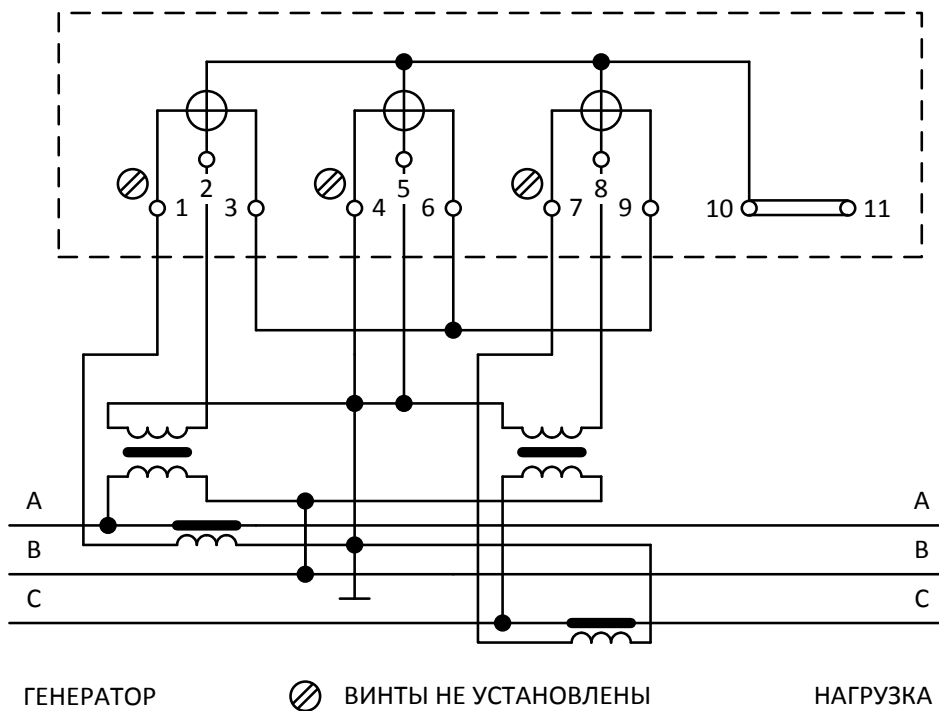 2 5 8
1 3 4 6 7 9 10 11
A A
B B
C C
ГЕНЕРАТОР ВИНТЫ НЕ УСТАНОВЛЕНЫ НАГРУЗКА